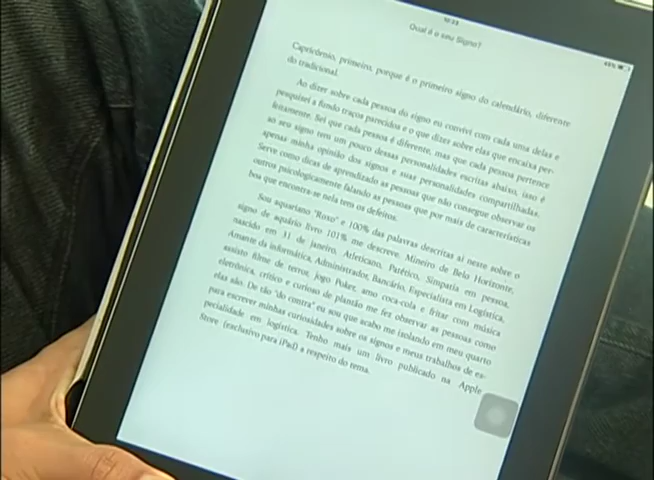 10:33
Qual é o seu Signo?
Capricórnio, primeiro, porque é o primeiro signo do calendário, diferente
do tradicional.
Ao dizer sobre cada pessoa do signo eu convivi com cada uma delas e
pesquisei a fundo traços parecidos e o que dizer sobre elas que encaixa per-
feitamente. Sei que cada pessoa é diferente, mas que cada pessoa pertence
ao seu signo tem um pouco dessas personalidades escritas abaixo, isso é
apenas minha opinião dos signos e suas personalidades compartilhadas.
Serve como dicas de aprendizado as pessoas que não consegue observar os
outros psicologicamente falando as pessoas que por mais de características
boa que encontra-se nela tem os defeitos.
Sou aquariano "Roxo" e 100% das palavras descritas aí neste sobre o
signo de aquário livro 101% me descreve. Mineiro de Belo Horizonte,
nascido em 31 de janeiro, Atleticano, Patético, Simpatia em pessoa,
Amante da informática, Administrador, Bancário, Especialista em Logística,
assisto filme de terror, jogo Poker, amo coca-cola e fritar com música
eletrônica, crítico e curioso de plantão me fez observar as pessoas como
elas são. De tão "do contra" eu sou que acabo me isolando em meu quarto
para escrever minhas curiosidades sobre os signos e meus trabalhos de es-
pecialidade em logística. Tenho mais um livro publicado na Apple
Store (exclusivo para iPad) a respeito do tema.